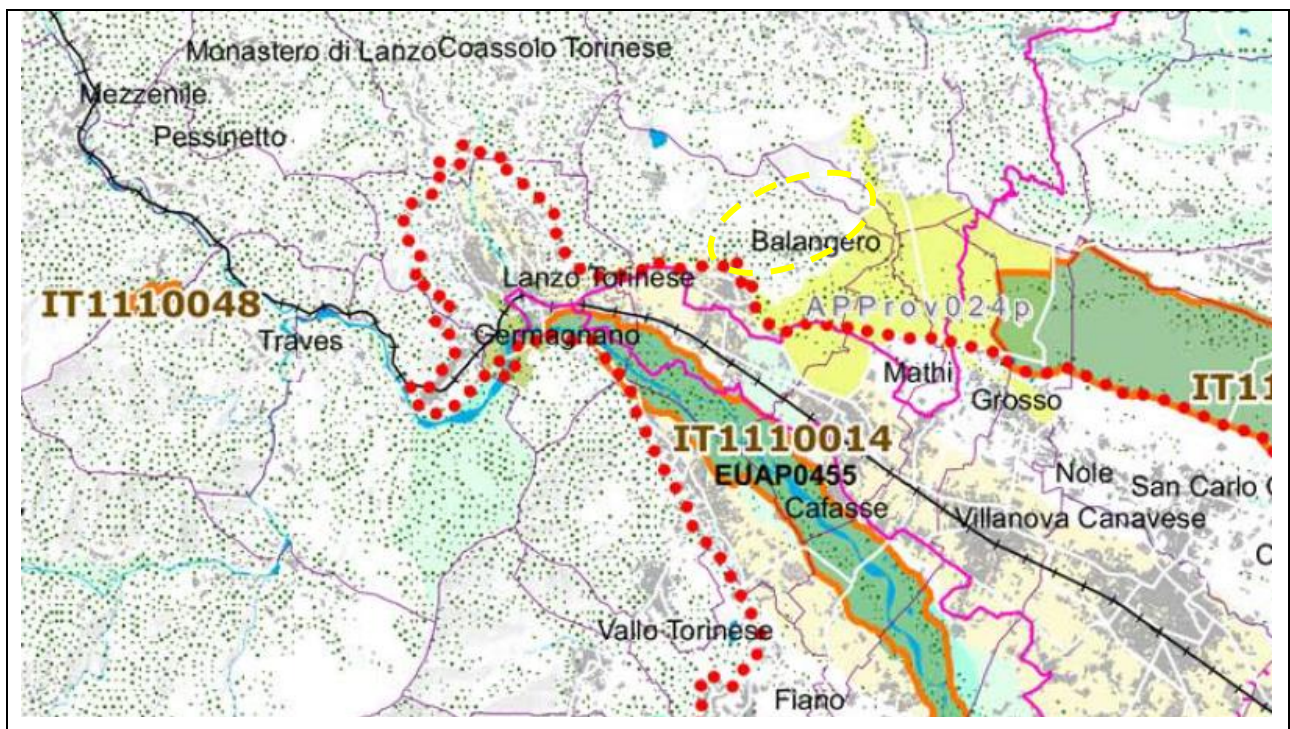 Monastero di Lanzo
Coassolo Torinese
Mezzenile
Pessinetto
Balangero
Lanzo Torinese
IT1110048
APProv024p
Traves
Germagnano
Mathi
Grosso
IT11
IT1110014
EUAP0455
Nole
San Carlo C
Cafasse
Villanova Canavese
C
Vallo Torinese
Fiano